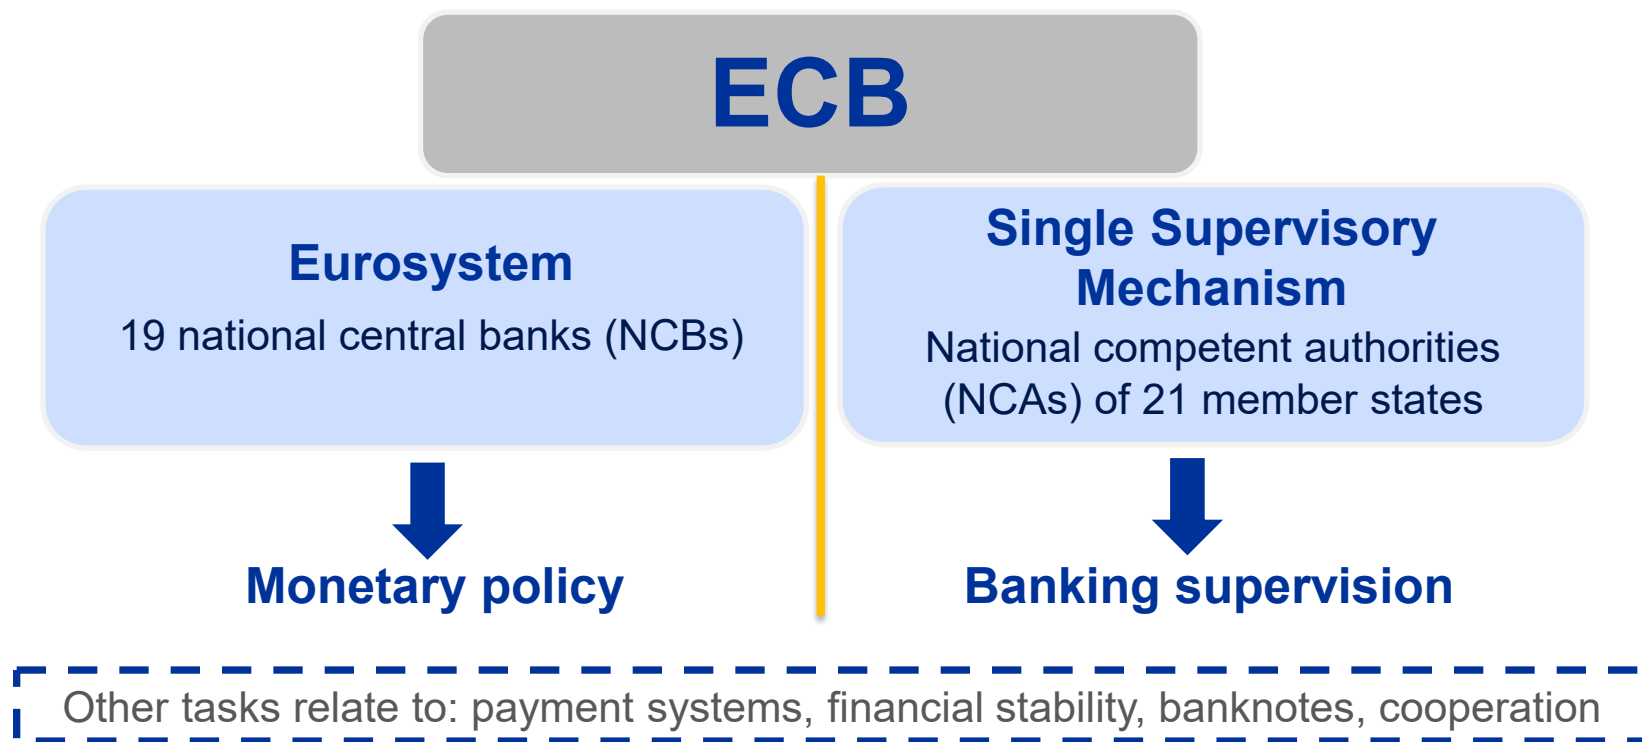 ECB
Eurosystem
19 national central banks (NCBs)
Single Supervisory
Mechanism
National competent authorities
(NCAs) of 21 member states
Monetary policy
Banking supervision
Other tasks relate to: payment systems, financial stability, banknotes, cooperation